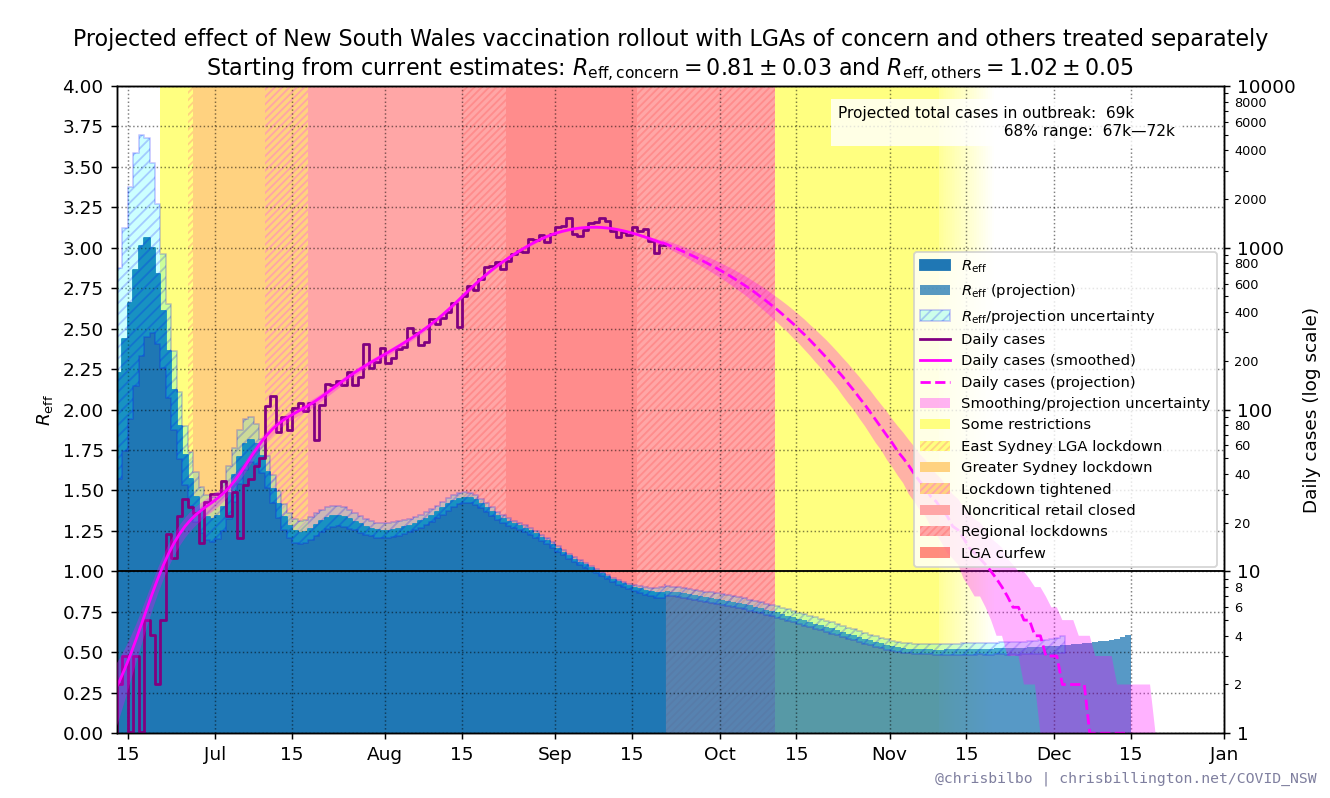 Projected effect of New South Wales vaccination rollout with LGAs of concern and others treated separately
Starting from current estimates: R_eff, concern = 0.81 ± 0.03 and R_eff, others = 1.02 ± 0.05
Projected total cases in outbreak: 69k
68% range: 67k—72k
4.00
3.75
3.50
3.25
3.00
2.75
2.50
2.25
2.00
1.75
1.50
1.25
1.00
0.75
0.50
0.25
0.00
R_eff
10000
8000
6000
4000
2000
1000
800
600
400
200
100
80
60
40
20
10
8
6
4
2
1
Daily cases (log scale)
R_eff
R_eff (projection)
R_eff/projection uncertainty
Daily cases
Daily cases (smoothed)
Daily cases (projection)
Smoothing/projection uncertainty
Some restrictions
East Sydney LGA lockdown
Greater Sydney lockdown
Lockdown tightened
Noncritical retail closed
Regional lockdowns
LGA curfew
15 Jul 15 Aug 15 Sep 15 Oct 15 Nov 15 Dec 15 Jan
@chrisbilbo | chrisbillington.net/COVID_NSW